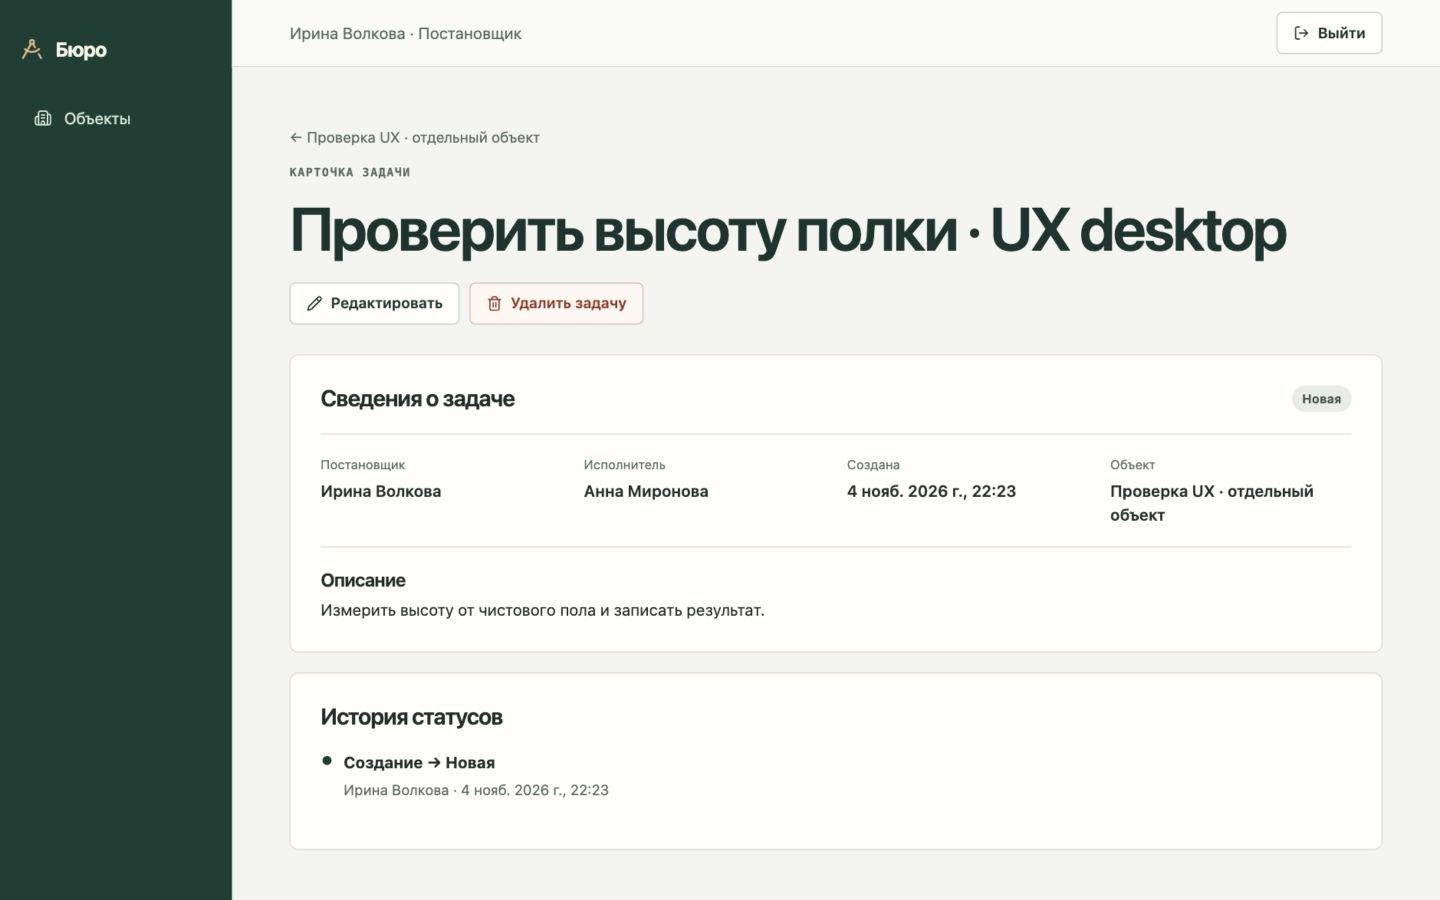 Бюро
Объекты
Ирина Волкова · Постановщик
Выйти
← Проверка UX · отдельный объект
КАРТОЧКА ЗАДАЧИ
Проверить высоту полки · UX desktop
Редактировать
Удалить задачу
Сведения о задаче
Новая
Постановщик
Ирина Волкова
Исполнитель
Анна Миронова
Создана
4 нояб. 2026 г., 22:23
Объект
Проверка UX · отдельный
объект
Описание
Измерить высоту от чистового пола и записать результат.
История статусов
Создание → Новая
Ирина Волкова · 4 нояб. 2026 г., 22:23